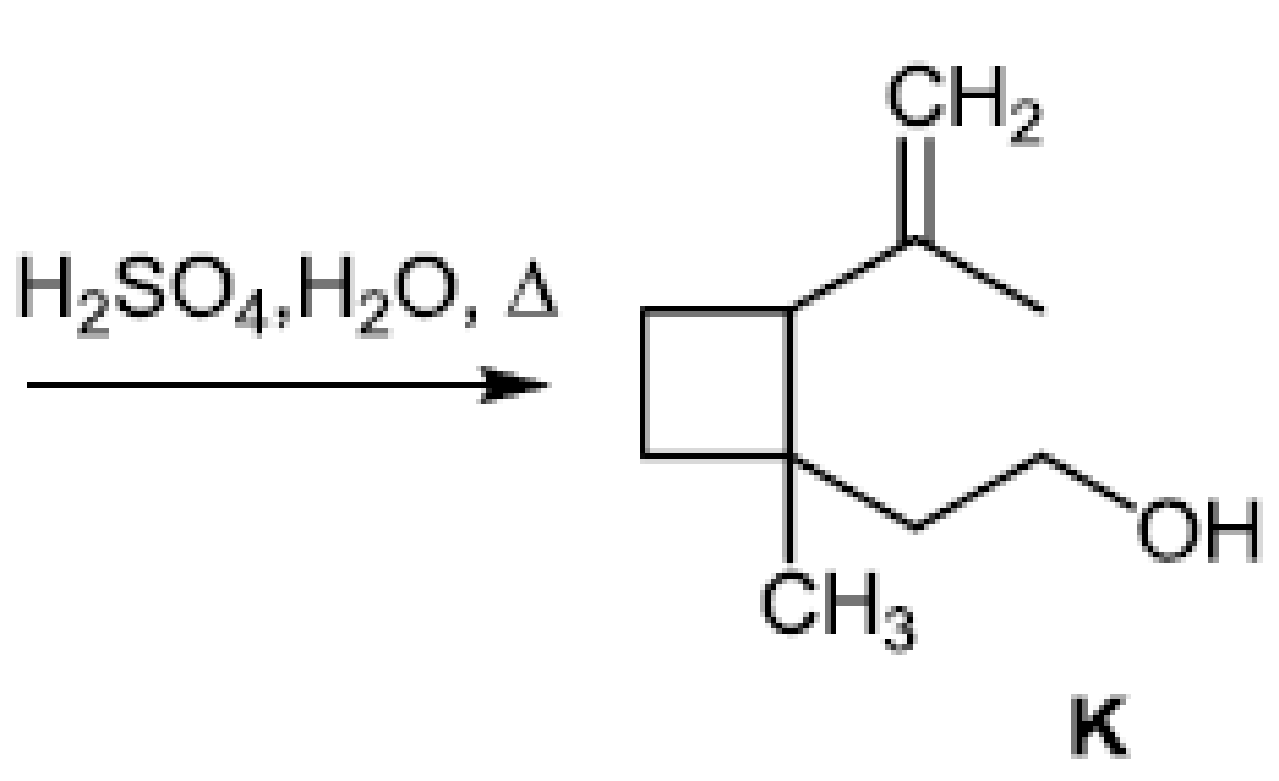 CH₂
H₂SO₄,H₂O, Δ
OH
CH₃
K